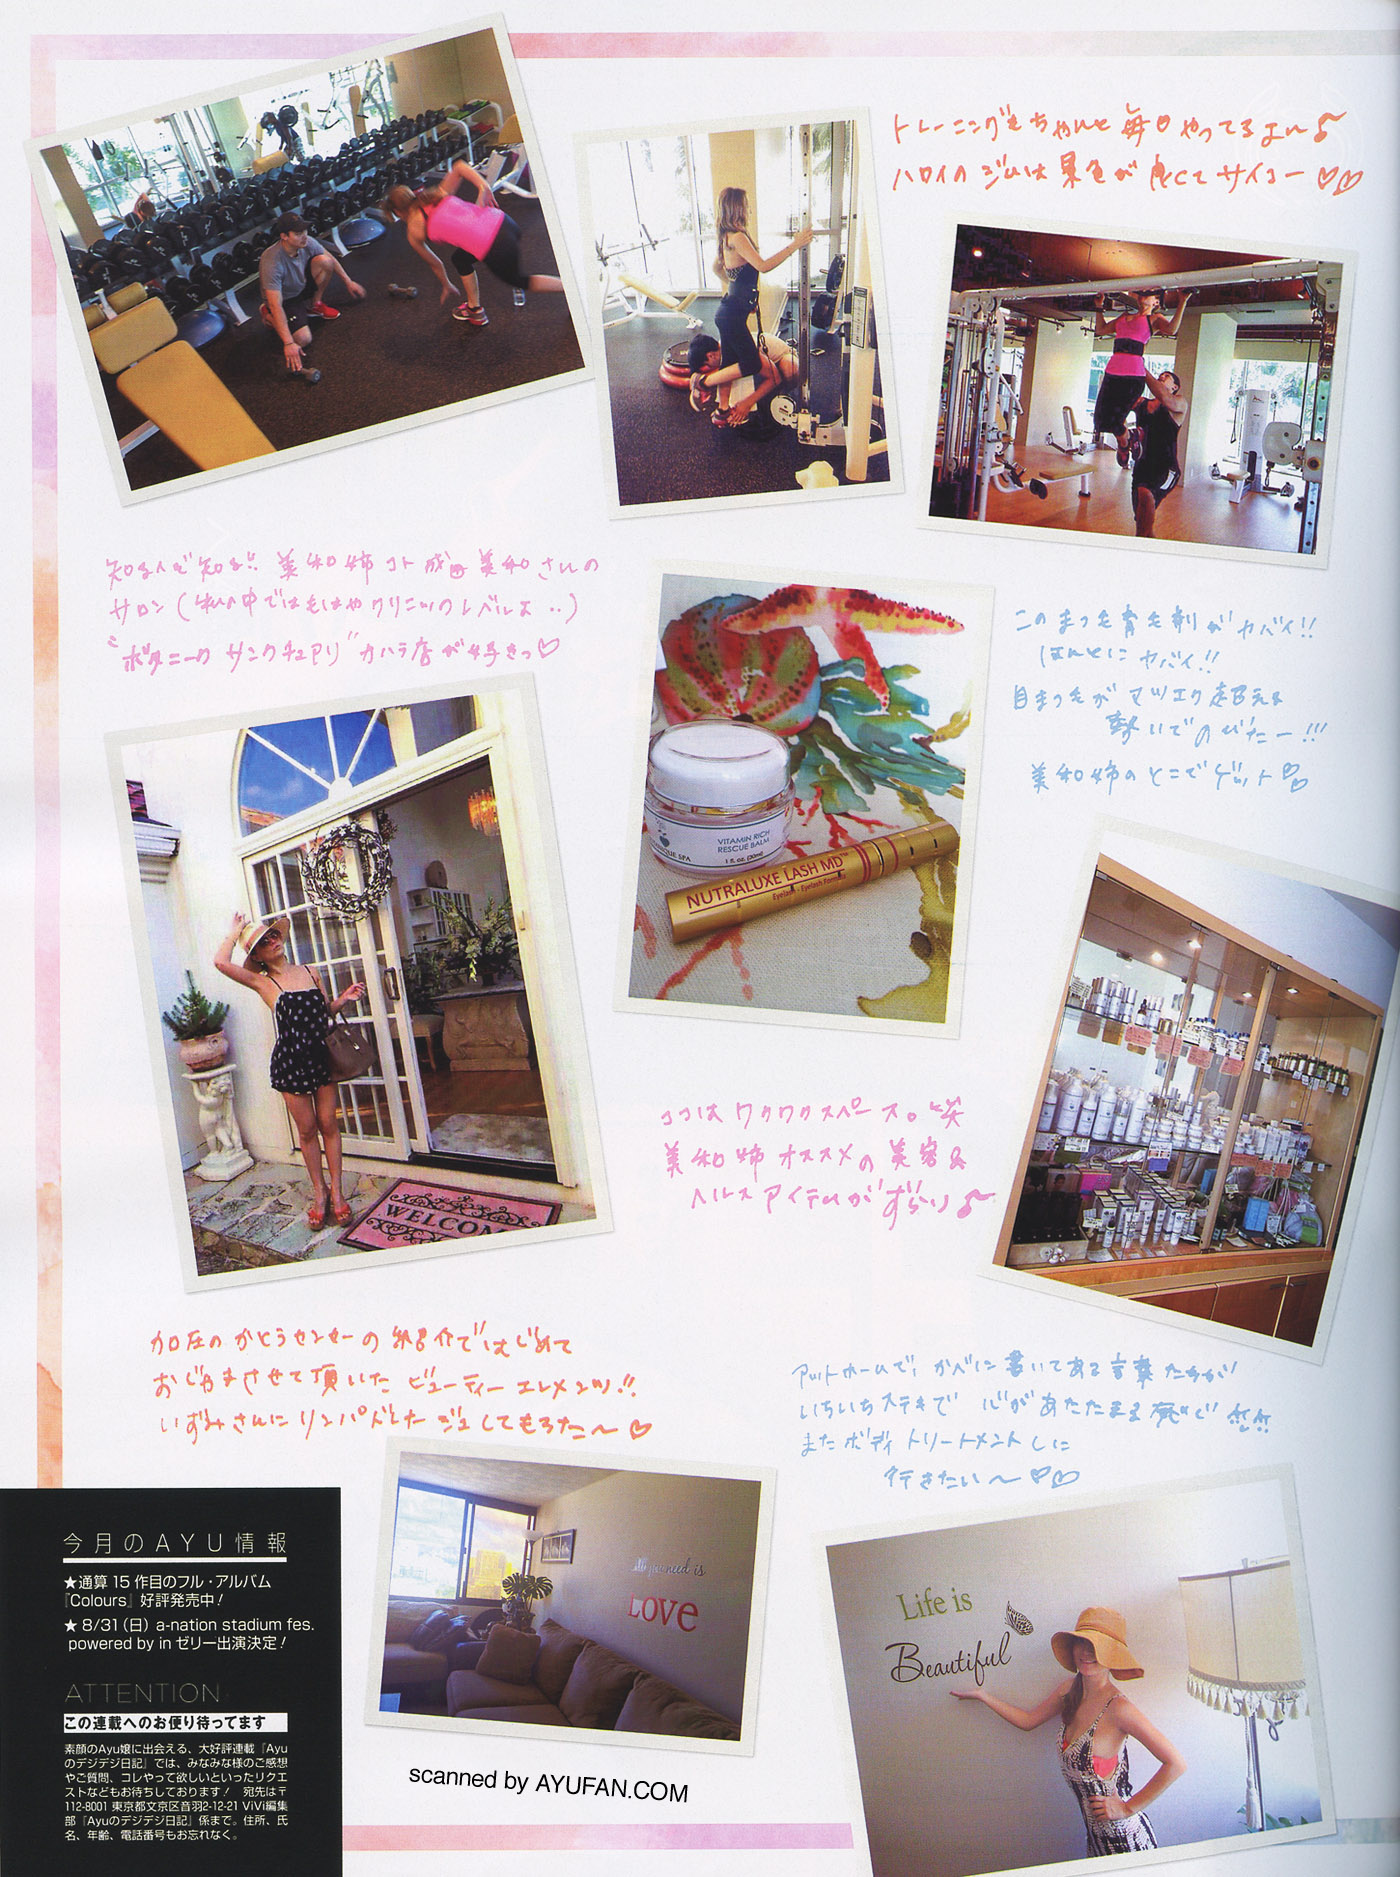 トレーニングもちゃんと毎日やってるよ〜♪
ハワイのジムは景色が良くてサイコー♡♡
知る人ぞ知る!! 美和姉コト成田美和さんの
サロン(私の中ではもはやクリニックレベルよ..)
"ボタニーク サンクチュアリ" カハラ店が好きっ♡
このまつ毛育毛剤がヤバイ!!
ほんとにヤバイ!!
自まつ毛がマツエク超える
勢いでのびたー!!!
美和姉のとこでゲット♡♡
VITAMIN RICH
RESCUE BALM
1 fl. oz. (30ml)
NUTRALUXE LASH MD
Eyelash - Eyelash Formula
WELCOME
ココはワクワクスペース。笑
美和姉オススメの美容&
ヘルスアイテムがずらり♪
在の かとうセンセーの紹介ではじめて
おじゃまさせて頂いた ビューティー エレメンツ!!
いずみさんにリンパドレナージュしてもらた〜♡
アットホームで、かべに書いてある言葉たちが
いちいちステキで 心があたたまる
またボディトリートメントしに
行きたい〜♡♡
All you need is
LOVE
Life is
Beautiful
今月のAYU情報
★通算15作目のフル・アルバム
『Colours』好評発売中!
★8/31(日) a-nation stadium fes.
powered by in ゼリー出演決定!
ATTENTION
この連載へのお便り待ってます
素顔のAyu嬢に出会える、大好評連載『Ayu
のデジデジ日記』では、みなみな様のご感想
やご質問、コレやって欲しいといったリクエ
ストなどもお待ちしております! 宛先は〒
112-8001 東京都文京区音羽2-12-21 ViVi編集
部『Ayuのデジデジ日記』係まで。住所、氏
名、年齢、電話番号もお忘れなく。
scanned by AYUFAN.COM